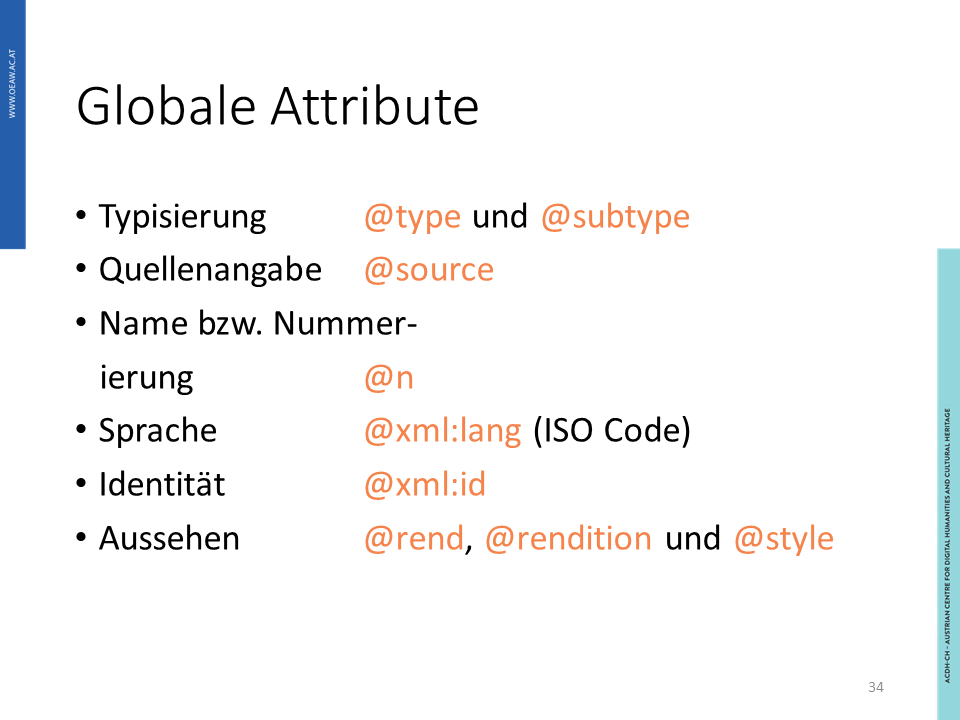 WWW.OEAW.AC.AT
Globale Attribute
• Typisierung @type und @subtype
• Quellenangabe @source
• Name bzw. Nummer-
ierung @n
• Sprache @xml:lang (ISO Code)
• Identität @xml:id
• Aussehen @rend, @rendition und @style
ACDH-CH – AUSTRIAN CENTRE FOR DIGITAL HUMANITIES AND CULTURAL HERITAGE
34